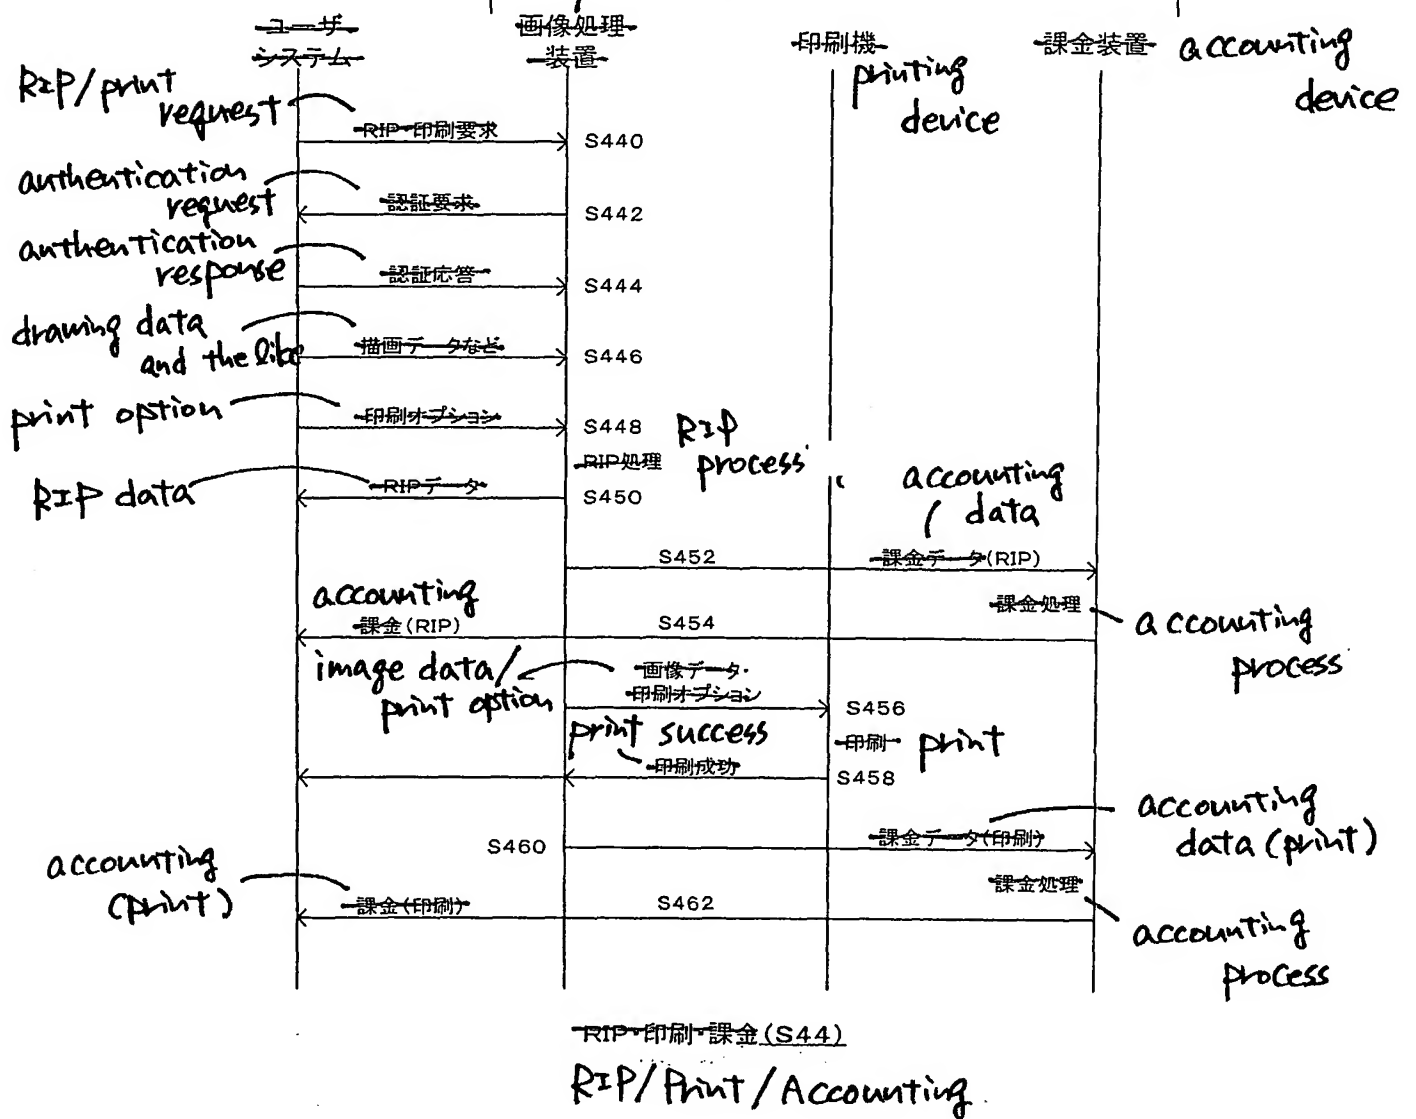 ユーザ
システム
画像処理
装置
印刷機
課金装置
accounting
device
printing
device
RIP/print
request
RIP・印刷要求
S440
authentication
request
認証要求
S442
authentication
response
認証応答
S444
drawing data
and the like
描画データなど
S446
print option
印刷オプション
S448
RIP処理
RIP
process
RIP data
RIPデータ
S450
accounting
data
S452
課金データ(RIP)
課金処理
accounting
process
accounting
課金(RIP)
S454
image data/
print option
画像データ・
印刷オプション
S456
印刷
print
print success
印刷成功
S458
S460
課金データ(印刷)
accounting
data (print)
課金処理
accounting
process
accounting
(print)
課金(印刷)
S462
RIP・印刷・課金(S44)
RIP/Print/Accounting